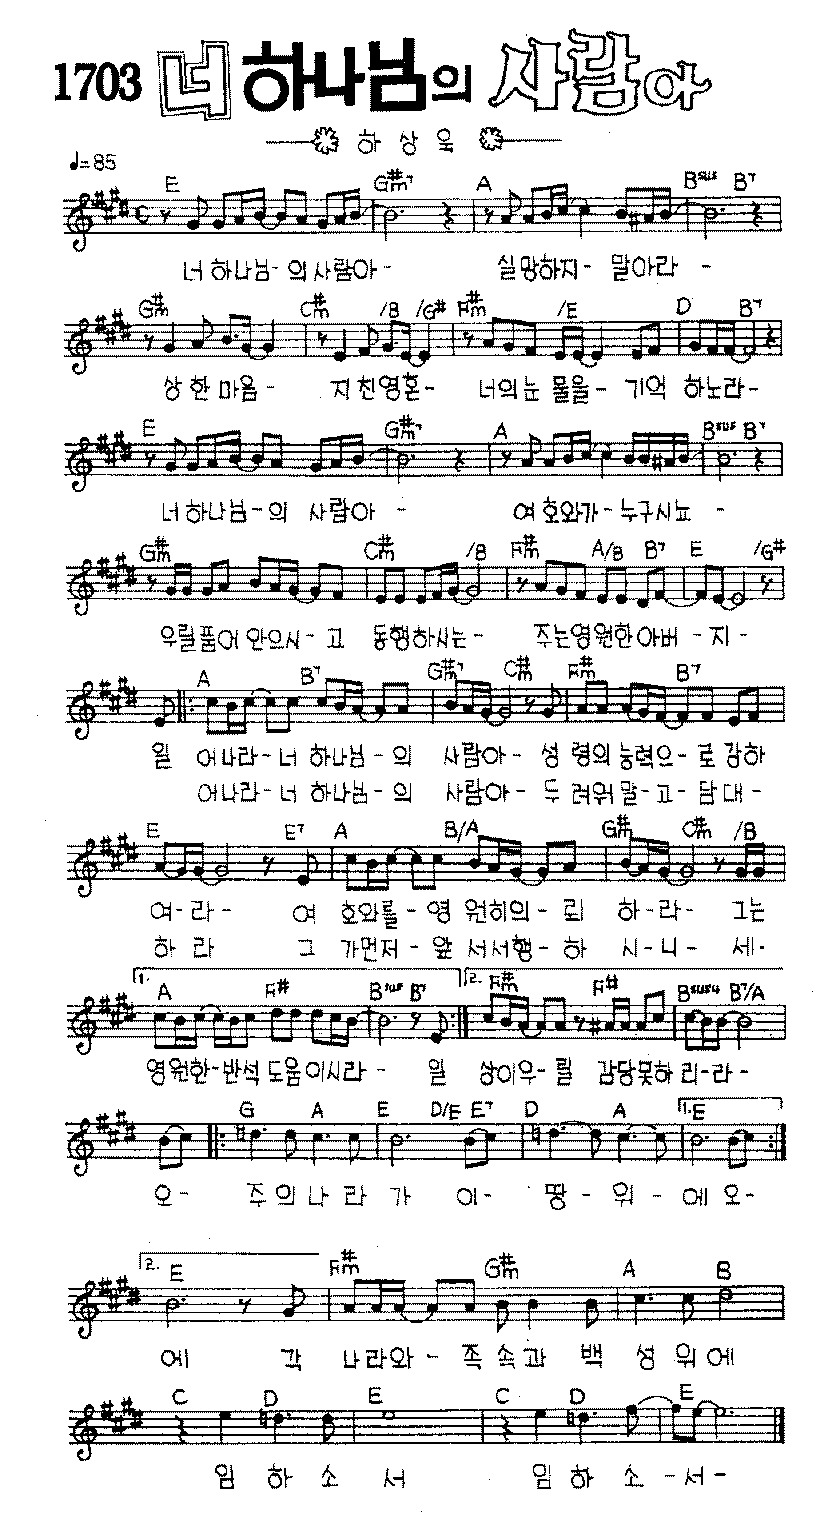 1703 너 하나님의 사람아
하 상 욱
♩=85
E G#m7 A Bsus B7
너 하나님- 의사람아- 실망하지- 말아라 -
G#m C#m /B /G# F#m /E D B7
상 한 마음- 지 친영혼- 너의눈 물을- 기억 하노라-
E G#m7 A Bsus B7
너하나님-의 사람아 - 여호와가-누구시뇨 -
G#m C#m /B F#m A/B B7 E /G#
우릴품어 안으시- 고 동행하시는- 주는영원한아버 - 지-
A B7 G#m7 C#m F#m B7
일 어나라-너 하나님-의 사람아- 성 령의능력으-로강하
어나라-너 하나님-의 사람아- 두 려워말-고-담대-
E E7 A B/A G#m C#m /B
여-라- 여 호와를-영 원히의- 뢰 하-라- 그는
하 라 그 가먼저-앞 서서행-하 시-니- 세-
1. A F# Bsus B7 2. F#m F# Bsus4 B7/A
영원한-반석 도움이시라- 일 상이우-릴 감당못하리-라-
G A E D/E E7 D A 1. E
오- 주의나 라가 이- 땅-위 -에오-
2. E F#m G#m A B
에 각 나라와- 족속과 백 성 위에
C D E C D E
임 하 소 서 임 하 소 -서-